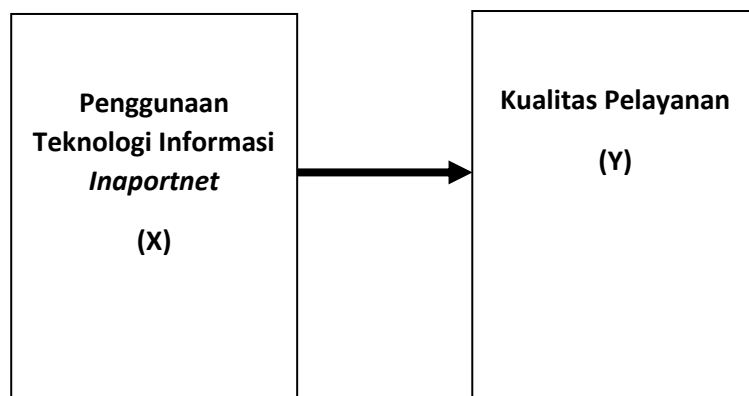 Penggunaan
Teknologi Informasi
Inaportnet
(X)
Kualitas Pelayanan
(Y)